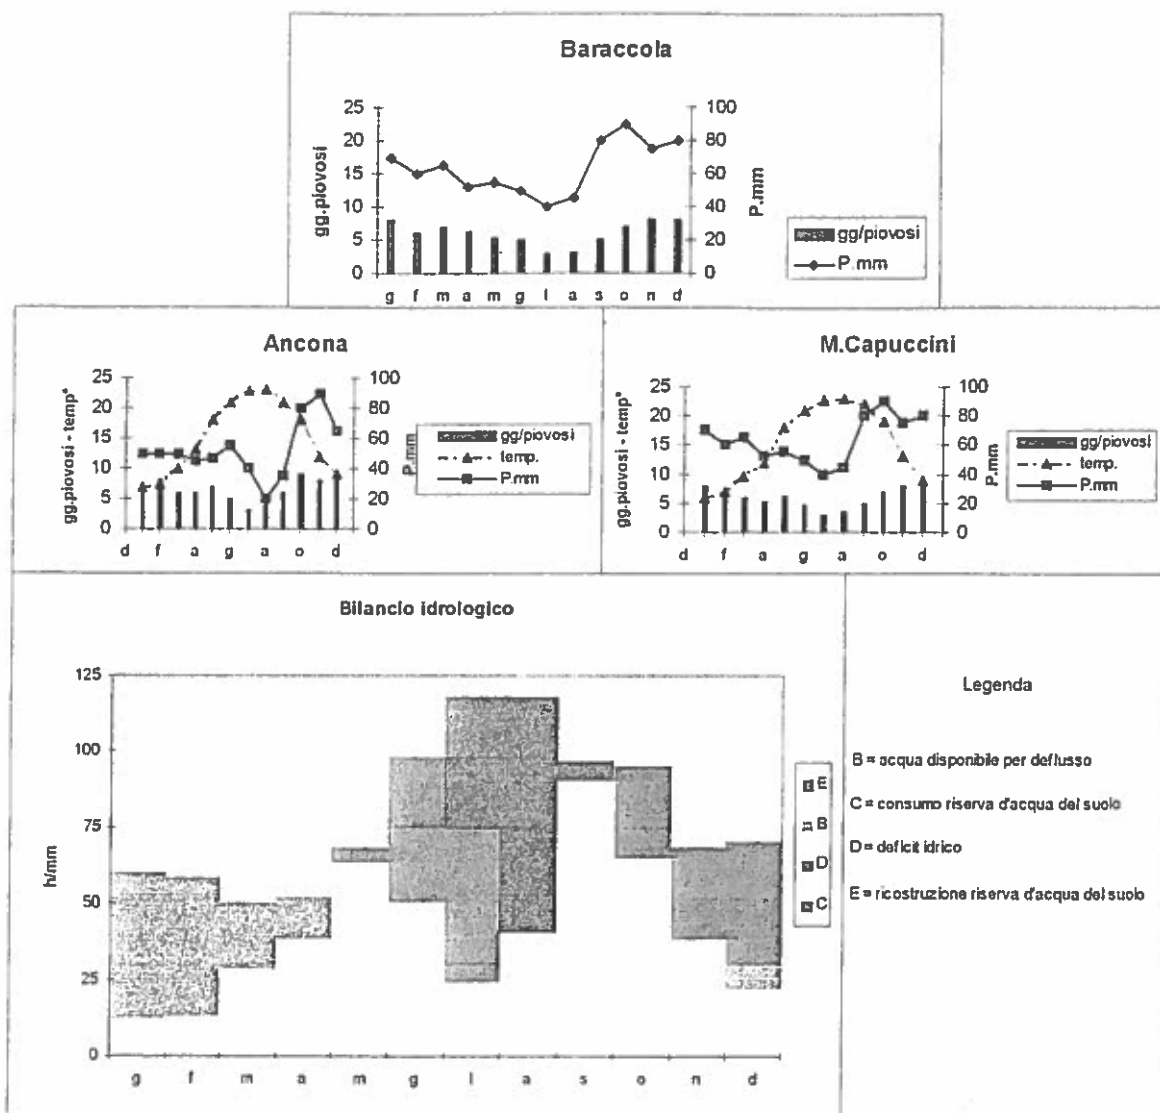 Baraccola
25 100
20 80
15 60
10 40
5 20
0 0
gg.piovosi
P.mm
g f m a m g l a s o n d
gg/piovosi
P.mm
Ancona
25 100
20 80
15 60
10 40
5 20
0 0
gg.piovosi - temp°
P.mm
d f a g a o d
gg/piovosi
temp.
P.mm
M.Capuccini
25 100
20 80
15 60
10 40
5 20
0 0
gg.piovosi - temp°
P.mm
d f a g a o d
gg/piovosi
temp.
P.mm
Bilancio idrologico
125
100
75
50
25
0
h/mm
g f m a m g l a s o n d
E
B
D
C
Legenda
B = acqua disponibile per deflusso
C = consumo riserva d'acqua del suolo
D = deficit idrico
E = ricostruzione riserva d'acqua del suolo